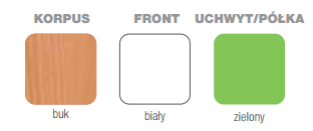 KORPUS FRONT UCHWYT/PÓŁKA
buk biały zielony